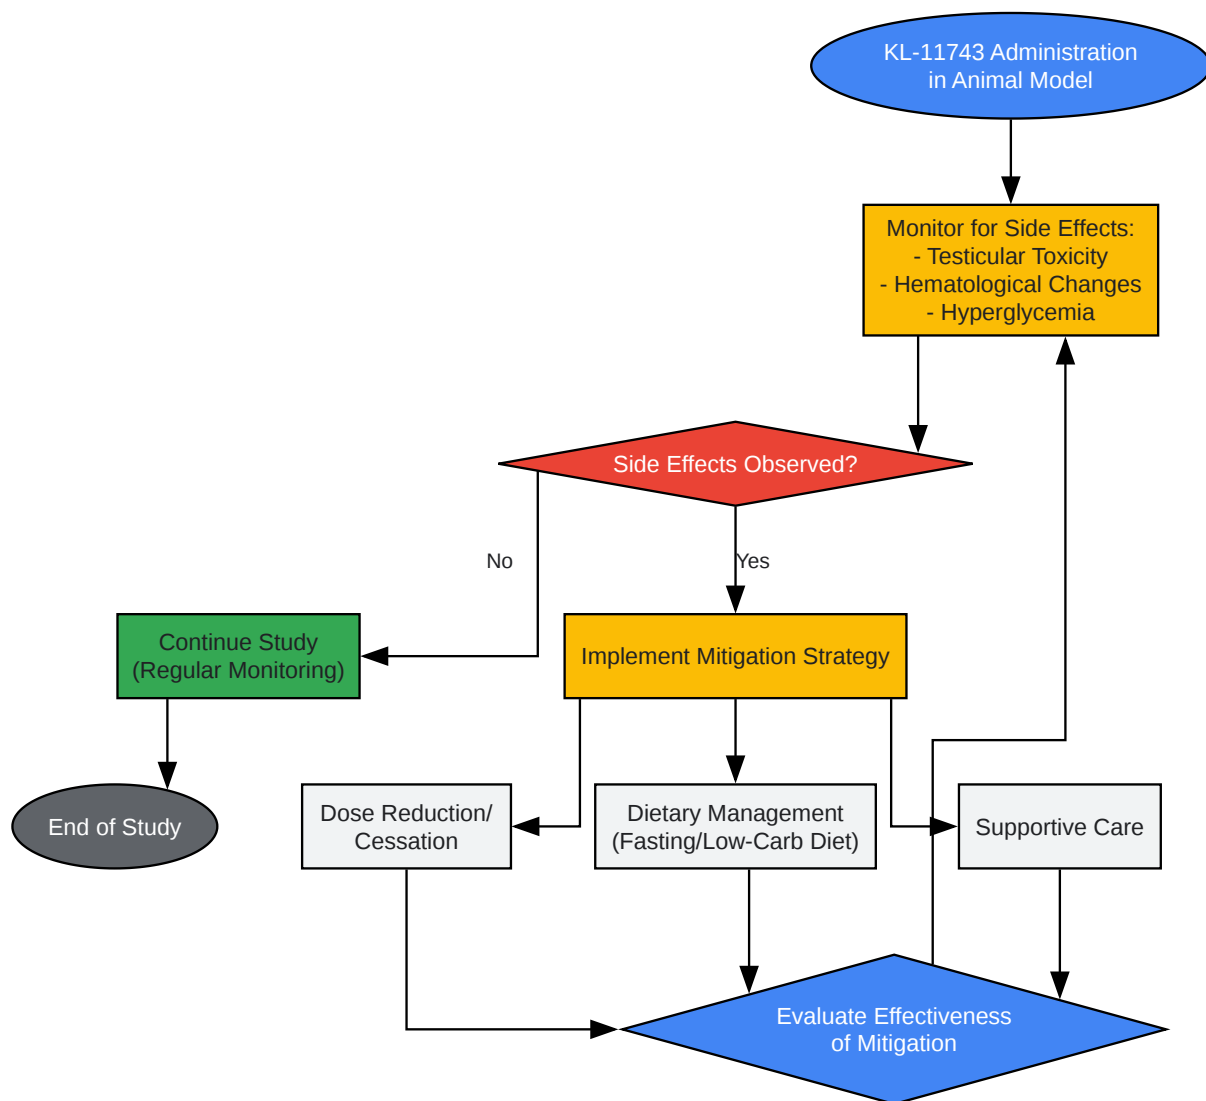 KL-11743 Administration
in Animal Model
Monitor for Side Effects:
- Testicular Toxicity
- Hematological Changes
- Hyperglycemia
Side Effects Observed?
No
Yes
Continue Study
(Regular Monitoring)
Implement Mitigation Strategy
End of Study
Dose Reduction/
Cessation
Dietary Management
(Fasting/Low-Carb Diet)
Supportive Care
Evaluate Effectiveness
of Mitigation